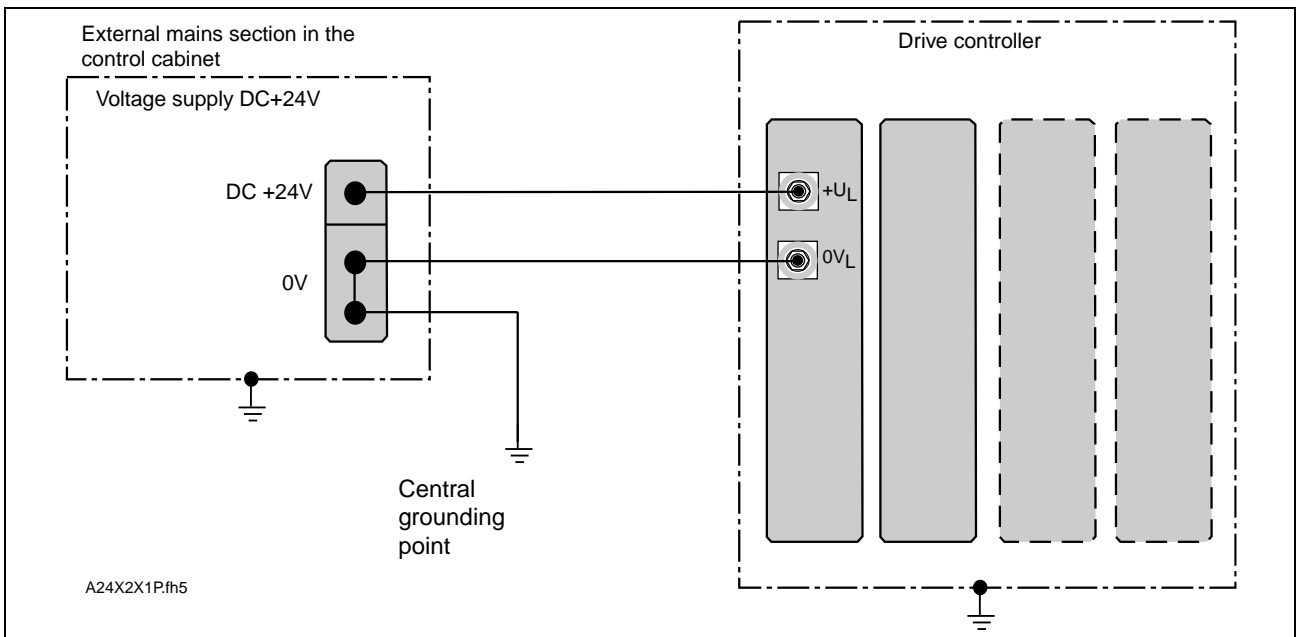 External mains section in the
control cabinet
Voltage supply DC+24V
DC +24V
0V
Central
grounding
point
Drive controller
+UL
0VL
A24X2X1P.fh5